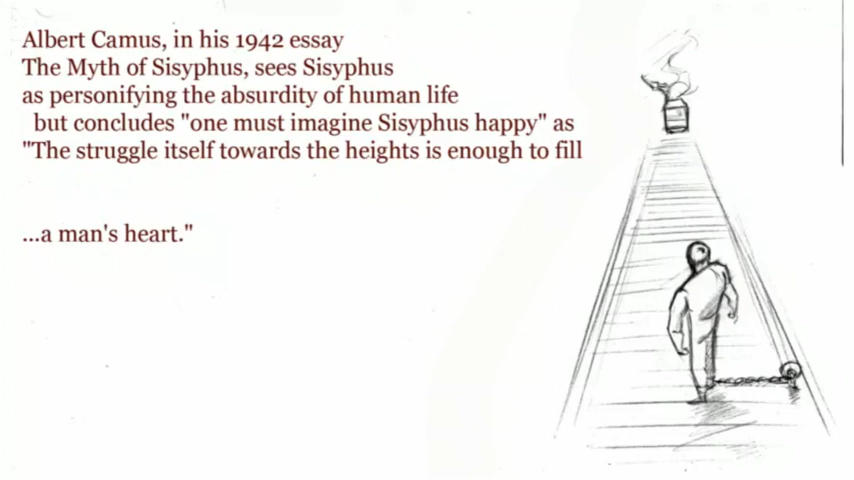 Albert Camus, in his 1942 essay
The Myth of Sisyphus, sees Sisyphus
as personifying the absurdity of human life
but concludes "one must imagine Sisyphus happy" as
"The struggle itself towards the heights is enough to fill
...a man's heart."